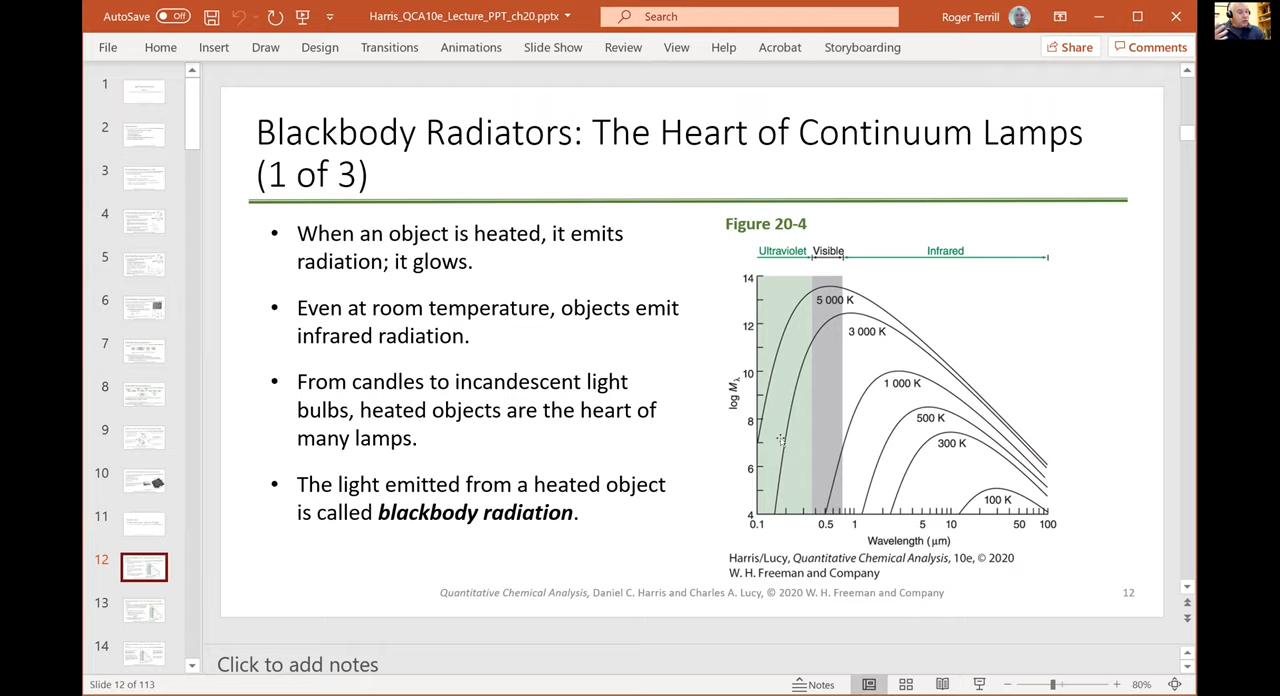 AutoSave Off Harris_QCA10e_Lecture_PPT_ch20.pptx Search Roger Terrill
File Home Insert Draw Design Transitions Animations Slide Show Review View Help Acrobat Storyboarding Share Comments
1
2
3
4
5
6
7
8
9
10
11
12
13
14
Blackbody Radiators: The Heart of Continuum Lamps
(1 of 3)
• When an object is heated, it emits
radiation; it glows.
• Even at room temperature, objects emit
infrared radiation.
• From candles to incandescent light
bulbs, heated objects are the heart of
many lamps.
• The light emitted from a heated object
is called blackbody radiation.
Figure 20-4
Ultraviolet Visible Infrared
14
12
10
8
6
4
log Mλ
5 000 K
3 000 K
1 000 K
500 K
300 K
100 K
0.1 0.5 1 5 10 50 100
Wavelength (μm)
Harris/Lucy, Quantitative Chemical Analysis, 10e, © 2020
W. H. Freeman and Company
Quantitative Chemical Analysis, Daniel C. Harris and Charles A. Lucy, © 2020 W. H. Freeman and Company
12
Click to add notes
Slide 12 of 113 Notes 80%